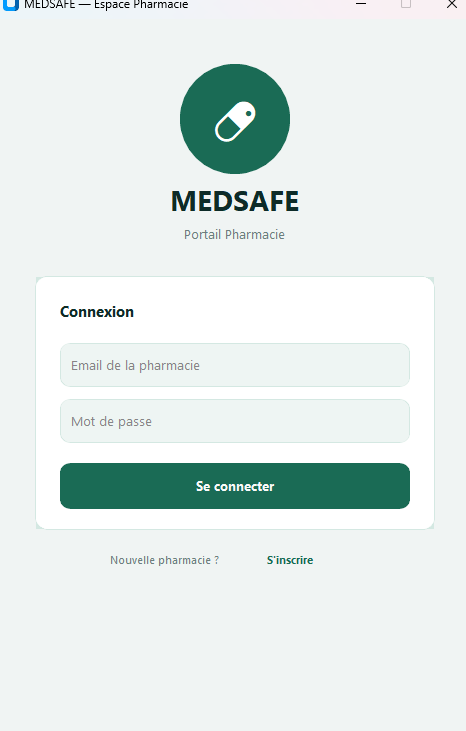 MEDSAFE — Espace Pharmacie
MEDSAFE
Portail Pharmacie
Connexion
Email de la pharmacie
Mot de passe
Se connecter
Nouvelle pharmacie ? S'inscrire